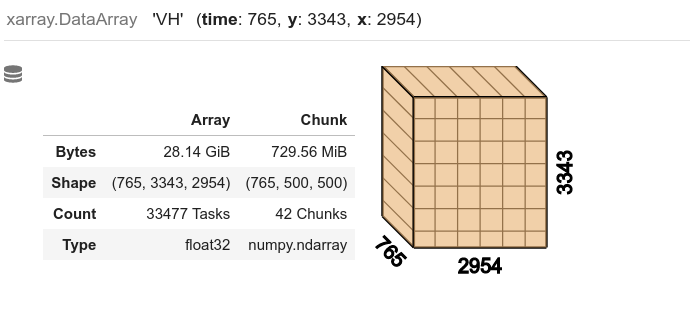 xarray.DataArray 'VH' (time: 765, y: 3343, x: 2954)
Array Chunk
Bytes 28.14 GiB 729.56 MiB
Shape (765, 3343, 2954) (765, 500, 500)
Count 33477 Tasks 42 Chunks
Type float32 numpy.ndarray
3343
765
2954